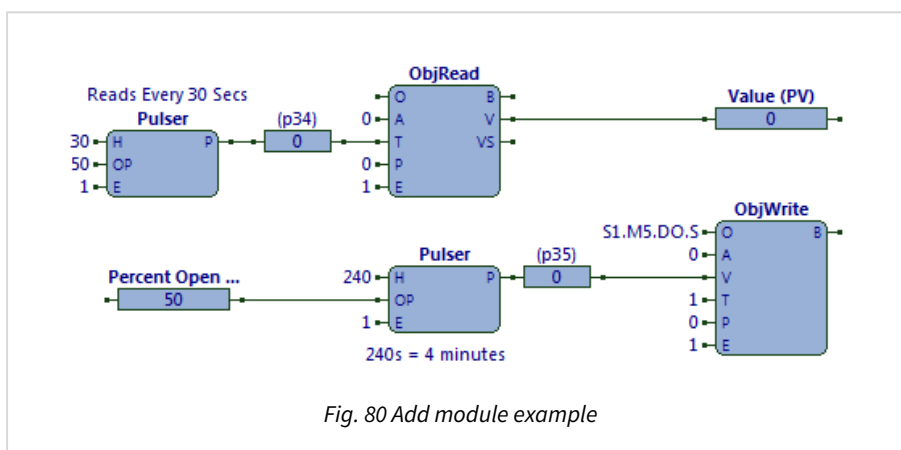 ObjRead
Reads Every 30 Secs
Pulser
(p34)
Value (PV)
O B
0 A V
0
30 H P
0
T VS
50 OP
0 P
1 E
1 E
ObjWrite
S1.M5.DO.S O B
Pulser
(p35)
0 A
Percent Open ...
240 H P
0
V
50
OP
1 T
1 E
0 P
1 E
240s = 4 minutes
Fig. 80 Add module example